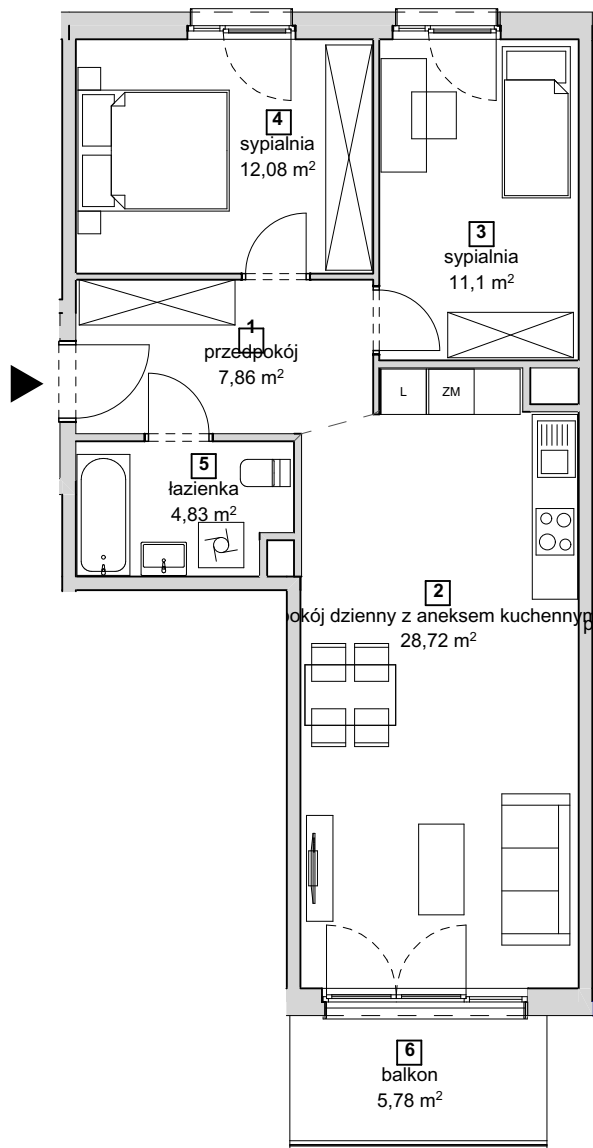 4
sypialnia
12,08 m²
3
sypialnia
11,1 m²
1
przedpokój
7,86 m²
L
ZM
5
łazienka
4,83 m²
2
pokój dzienny z aneksem kuchennym
28,72 m²
p
6
balkon
5,78 m²